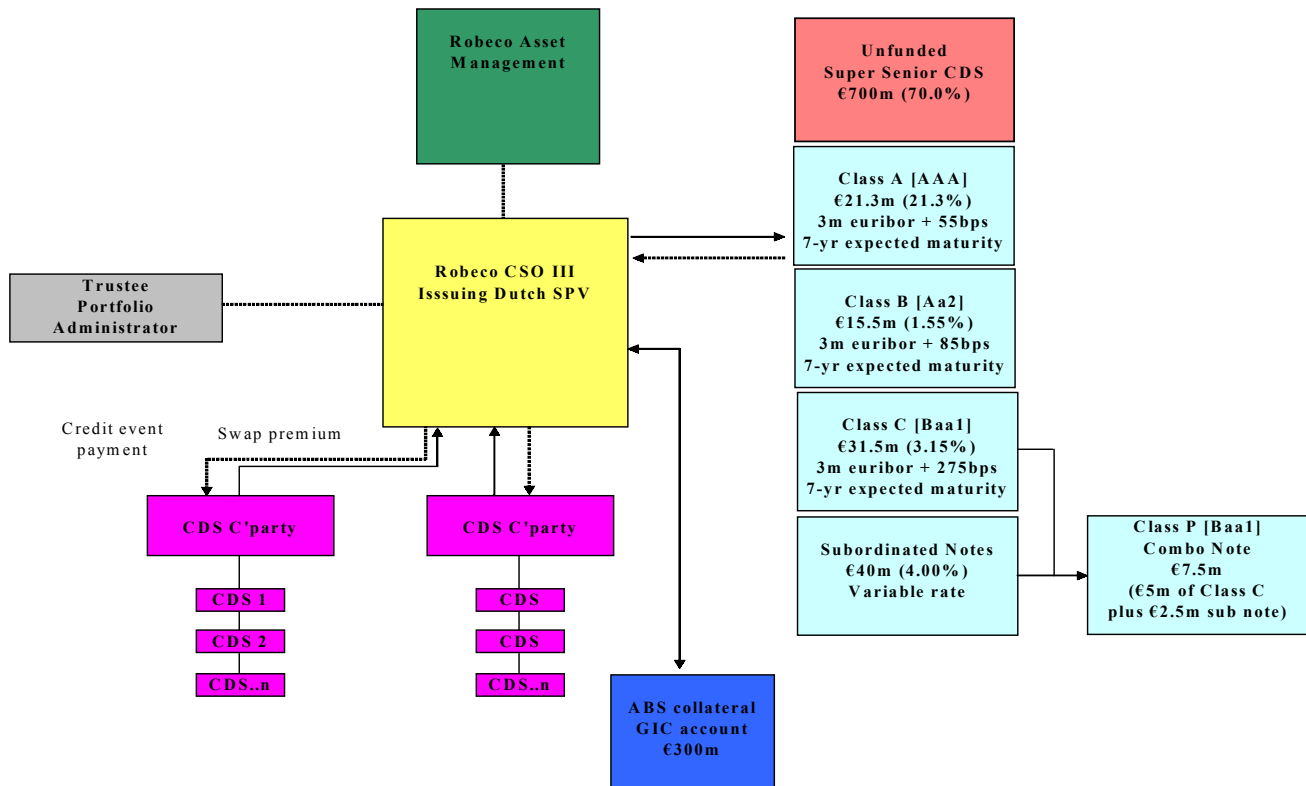 Robeco Asset
Management
Unfunded
Super Senior CDS
€700m (70.0%)
Class A [AAA]
€21.3m (21.3%)
3m euribor + 55bps
7-yr expected maturity
Robeco CSO III
Isssuing Dutch SPV
Trustee
Portfolio
Administrator
Class B [Aa2]
€15.5m (1.55%)
3m euribor + 85bps
7-yr expected maturity
Credit event
payment
Swap premium
Class C [Baa1]
€31.5m (3.15%)
3m euribor + 275bps
7-yr expected maturity
CDS C'party
CDS C'party
Subordinated Notes
€40m (4.00%)
Variable rate
Class P [Baa1]
Combo Note
€7.5m
(€5m of Class C
plus €2.5m sub note)
CDS 1
CDS 2
CDS..n
CDS
CDS
CDS..n
ABS collateral
GIC account
€300m